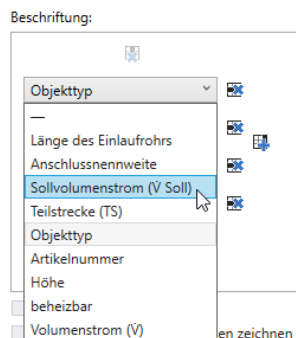 Beschriftung:
Objekttyp
—
Länge des Einlaufrohrs
Anschlussnennweite
Sollvolumenstrom (V̇ Soll)
Teilstrecke (TS)
Objekttyp
Artikelnummer
Höhe
beheizbar
Volumenstrom (V̇)
en zeichnen